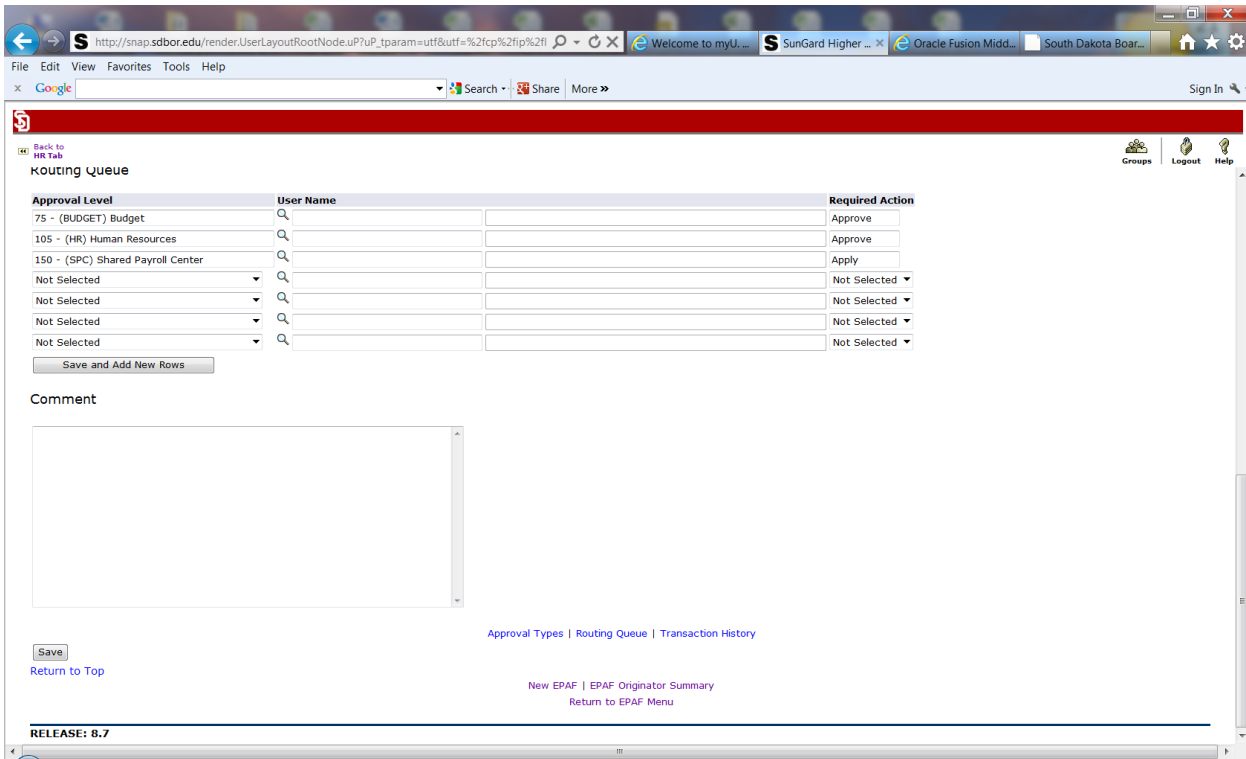 http://snap.sdbor.edu/render.UserLayoutRootNode.uP?uP_tparam=utf&utf=%2fcp%2fip%2fl
Welcome to myU. ...
S SunGard Higher ... ×
Oracle Fusion Midd...
South Dakota Boar...
File Edit View Favorites Tools Help
x Google Search Share More »
Sign In
Back to
HR Tab
Groups Logout Help
Routing Queue
Approval Level User Name Required Action
75 - (BUDGET) Budget Approve
105 - (HR) Human Resources Approve
150 - (SPC) Shared Payroll Center Apply
Not Selected Not Selected
Not Selected Not Selected
Not Selected Not Selected
Not Selected Not Selected
Save and Add New Rows
Comment
Approval Types | Routing Queue | Transaction History
Save
Return to Top
New EPAF | EPAF Originator Summary
Return to EPAF Menu
RELEASE: 8.7